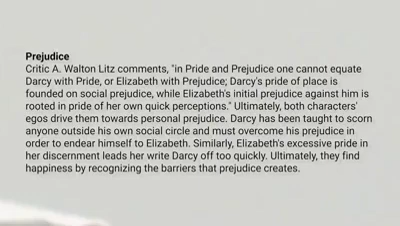 Prejudice
Critic A. Walton Litz comments, "in Pride and Prejudice one cannot equate
Darcy with Pride, or Elizabeth with Prejudice; Darcy's pride of place is
founded on social prejudice, while Elizabeth's initial prejudice against him is
rooted in pride of her own quick perceptions." Ultimately, both characters'
egos drive them towards personal prejudice. Darcy has been taught to scorn
anyone outside his own social circle and must overcome his prejudice in
order to endear himself to Elizabeth. Similarly, Elizabeth's excessive pride in
her discernment leads her write Darcy off too quickly. Ultimately, they find
happiness by recognizing the barriers that prejudice creates.